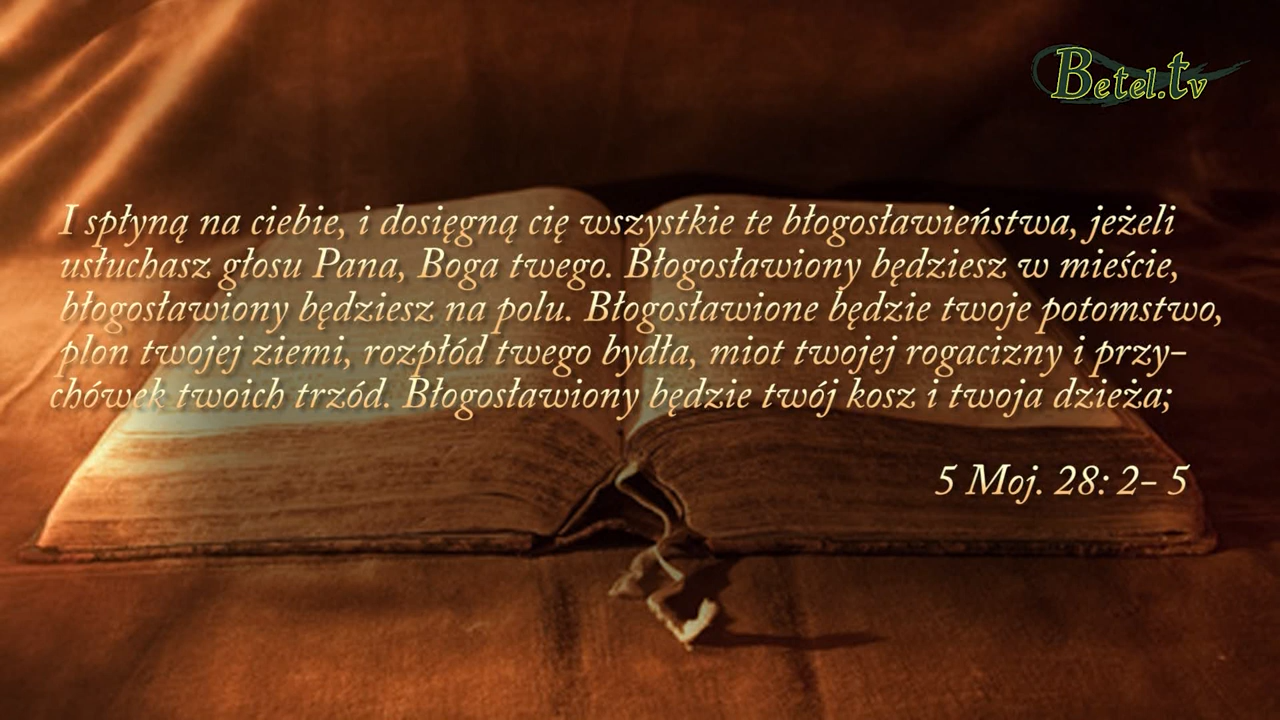 Betel.tv
I spłyną na ciebie, i dosięgną cię wszystkie te błogosławieństwa, jeżeli
usłuchasz głosu Pana, Boga twego. Błogosławiony będziesz w mieście,
błogosławiony będziesz na polu. Błogosławione będzie twoje potomstwo,
plon twojej ziemi, rozpłód twego bydła, miot twojej rogacizny i przy-
chówek twoich trzód. Błogosławiony będzie twój kosz i twoja dzieża;
5 Moj. 28: 2- 5